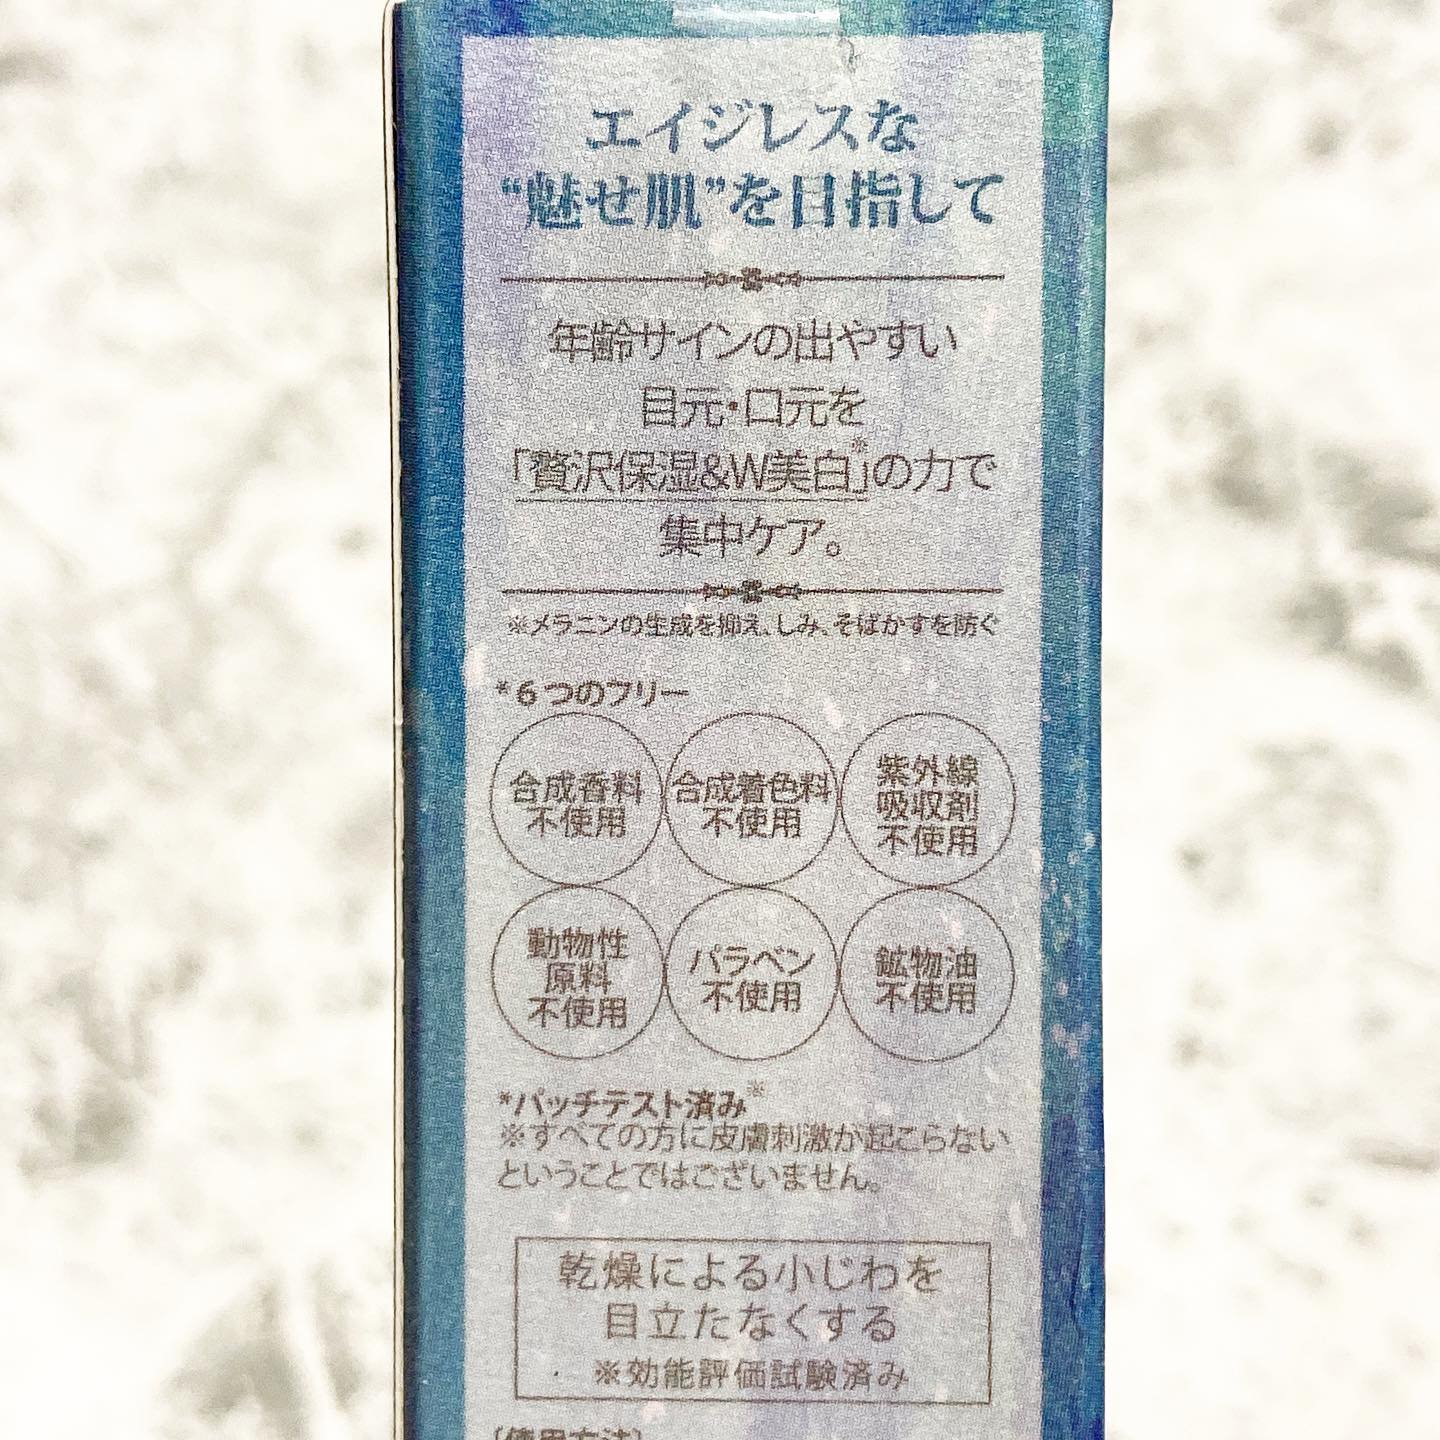 エイジレスな
“魅せ肌”を目指して
年齢サインの出やすい
目元・口元を
「贅沢保湿&W美白※」の力で
集中ケア。
※メラニンの生成を抑え、しみ、そばかすを防ぐ
*6つのフリー
合成香料
不使用
合成着色料
不使用
紫外線
吸収剤
不使用
動物性
原料
不使用
パラベン
不使用
鉱物油
不使用
*パッチテスト済み※
※すべての方に皮膚刺激が起こらない
ということではございません。
乾燥による小じわを
目立たなくする
※効能評価試験済み
〔使用方法〕